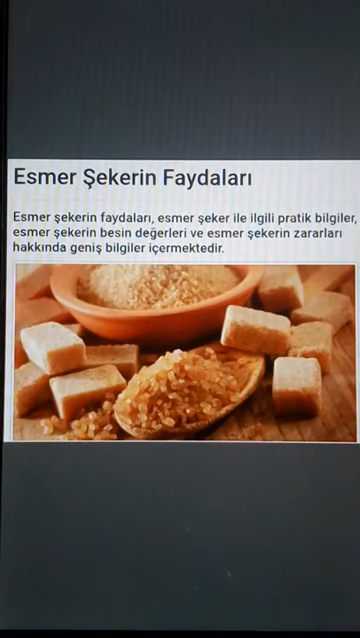 Esmer Şekerin Faydaları
Esmer şekerin faydaları, esmer şeker ile ilgili pratik bilgiler,
esmer şekerin besin değerleri ve esmer şekerin zararları
hakkında geniş bilgiler içermektedir.